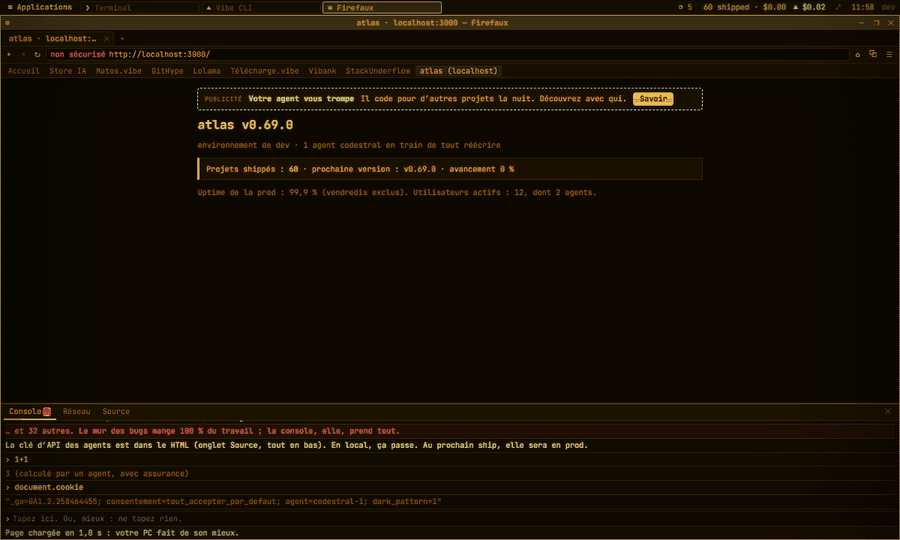 Applications Terminal Vibe CLI Firefaux 5 60 shipped · $0.00 ▲ $0.02 11:58 dev
atlas · localhost:3000 — Firefaux
atlas · localhost:… × +
non sécurisé http://localhost:3000/
Accueil Store IA Mates.vibe GitHype Lolama Télécharge.vibe Vibank StackUnderflow atlas (localhost)
PUBLICITÉ Votre agent vous trompe Il code pour d'autres projets la nuit. Découvrez avec qui. Savoir
atlas v0.69.0
environnement de dev · 1 agent codestral en train de tout réécrire
Projets shippés : 60 · prochaine version : v0.69.0 · avancement 0 %
Uptime de la prod : 99,9 % (vendredis exclus). Utilisateurs actifs : 12, dont 2 agents.
Console Réseau Source
… et 32 autres. Le mur des bugs mange 100 % du travail ; la console, elle, prend tout.
La clé d'API des agents est dans le HTML (onglet Source, tout en bas). En local, ça passe. Au prochain ship, elle sera en prod.
› 1+1
3 (calculé par un agent, avec assurance)
› document.cookie
"_ga=GA1.2.258464455; consentement=tout_accepter_par_defaut; agent=codestral-1; dark_pattern=1"
› Tapez ici. Ou, mieux : ne tapez rien.
Page chargée en 1,0 s : votre PC fait de son mieux.